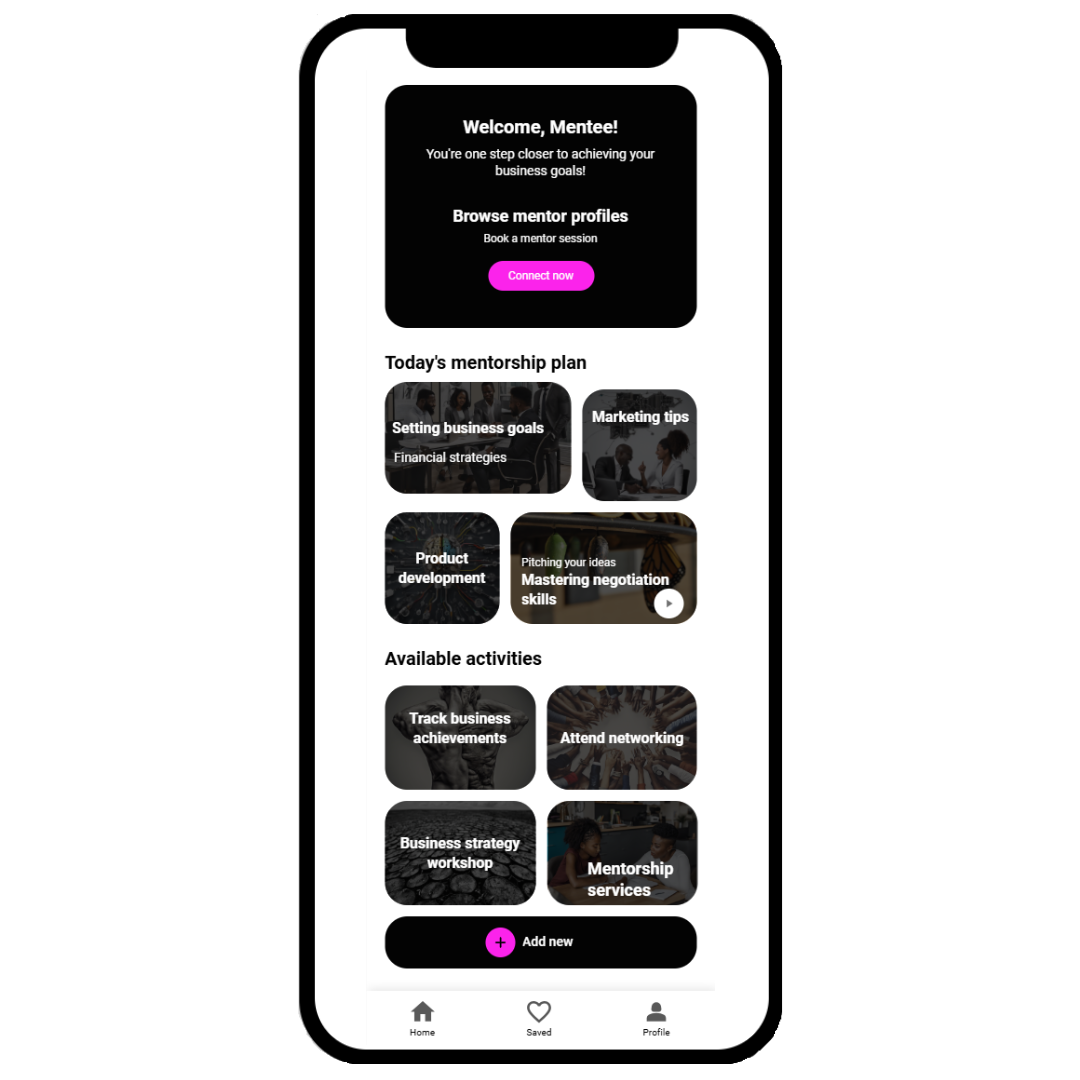 Welcome, Mentee!
You're one step closer to achieving your
business goals!
Browse mentor profiles
Book a mentor session
Connect now
Today's mentorship plan
Setting business goals
Financial strategies
Marketing tips
Product
development
Pitching your ideas
Mastering negotiation
skills
Available activities
Track business
achievements
Attend networking
Business strategy
workshop
Mentorship
services
Add new
Home
Saved
Profile